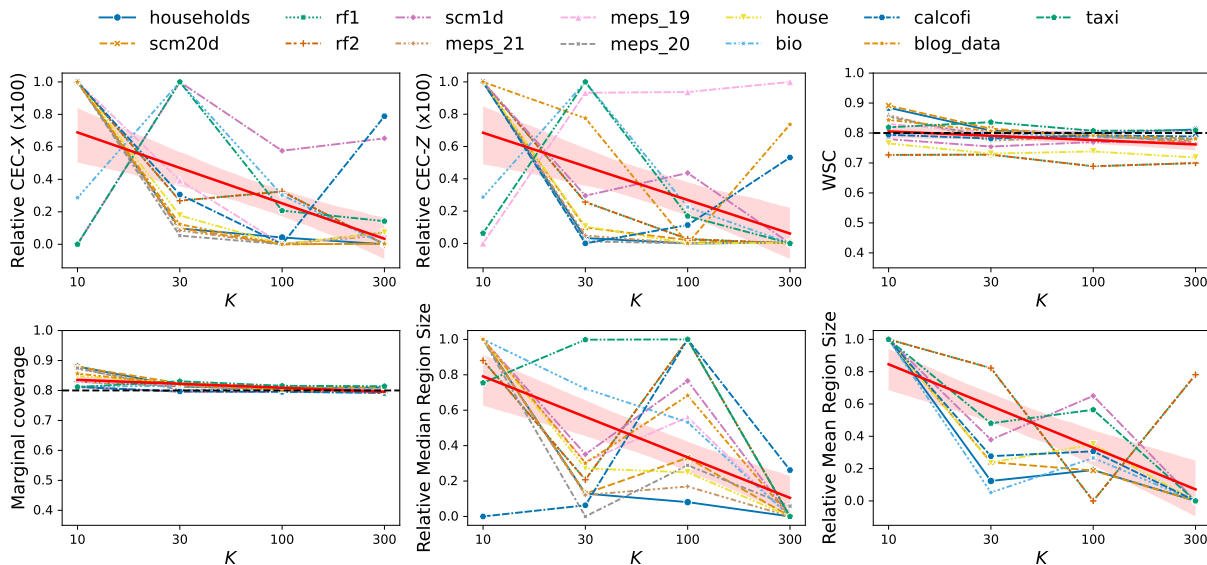 households rf1 scm1d meps_19 house calcofi taxi
scm20d rf2 meps_21 meps_20 bio blog_data
Relative CEC-X (x100)
1.0
0.8
0.6
0.4
0.2
0.0
10 30 100 300
K
Relative CEC-Z (x100)
1.0
0.8
0.6
0.4
0.2
0.0
10 30 100 300
K
WSC
1.0
0.9
0.8
0.7
0.6
0.5
0.4
10 30 100 300
K
Marginal coverage
1.0
0.9
0.8
0.7
0.6
0.5
0.4
10 30 100 300
K
Relative Median Region Size
1.0
0.8
0.6
0.4
0.2
0.0
10 30 100 300
K
Relative Mean Region Size
1.0
0.8
0.6
0.4
0.2
0.0
10 30 100 300
K